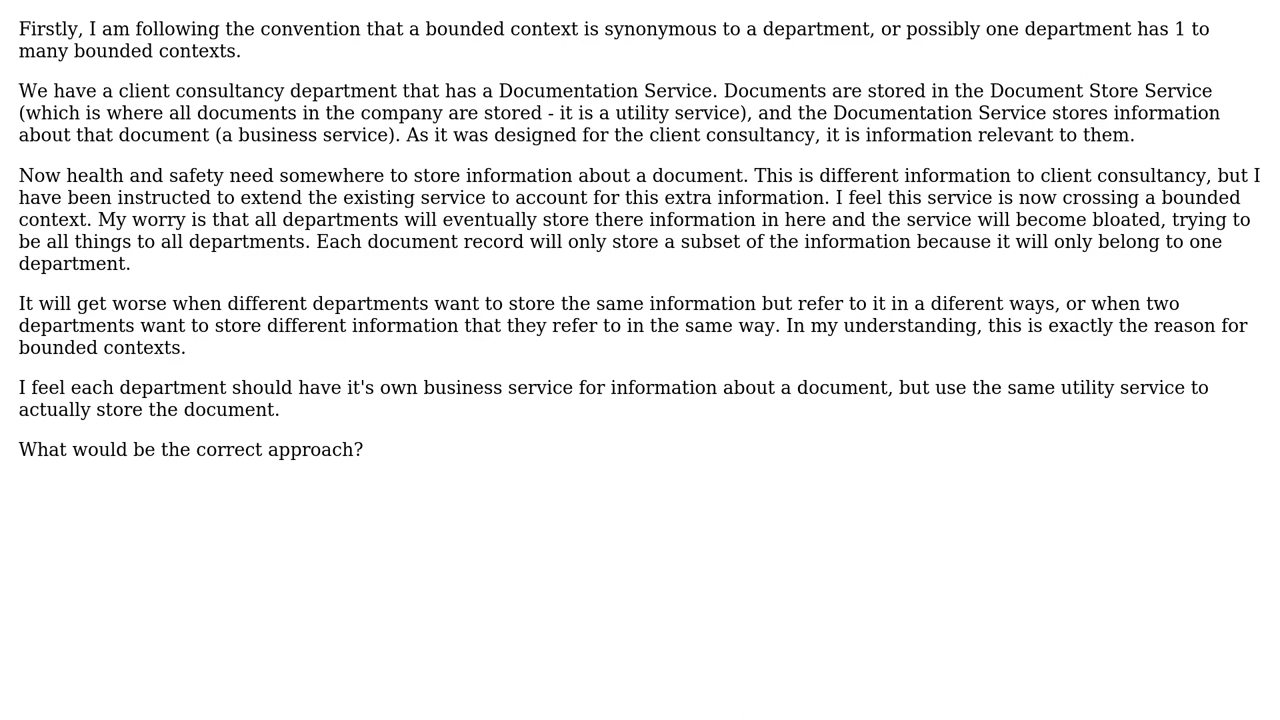 Firstly, I am following the convention that a bounded context is synonymous to a department, or possibly one department has 1 to
many bounded contexts.
We have a client consultancy department that has a Documentation Service. Documents are stored in the Document Store Service
(which is where all documents in the company are stored - it is a utility service), and the Documentation Service stores information
about that document (a business service). As it was designed for the client consultancy, it is information relevant to them.
Now health and safety need somewhere to store information about a document. This is different information to client consultancy, but I
have been instructed to extend the existing service to account for this extra information. I feel this service is now crossing a bounded
context. My worry is that all departments will eventually store there information in here and the service will become bloated, trying to
be all things to all departments. Each document record will only store a subset of the information because it will only belong to one
department.
It will get worse when different departments want to store the same information but refer to it in a diferent ways, or when two
departments want to store different information that they refer to in the same way. In my understanding, this is exactly the reason for
bounded contexts.
I feel each department should have it's own business service for information about a document, but use the same utility service to
actually store the document.
What would be the correct approach?